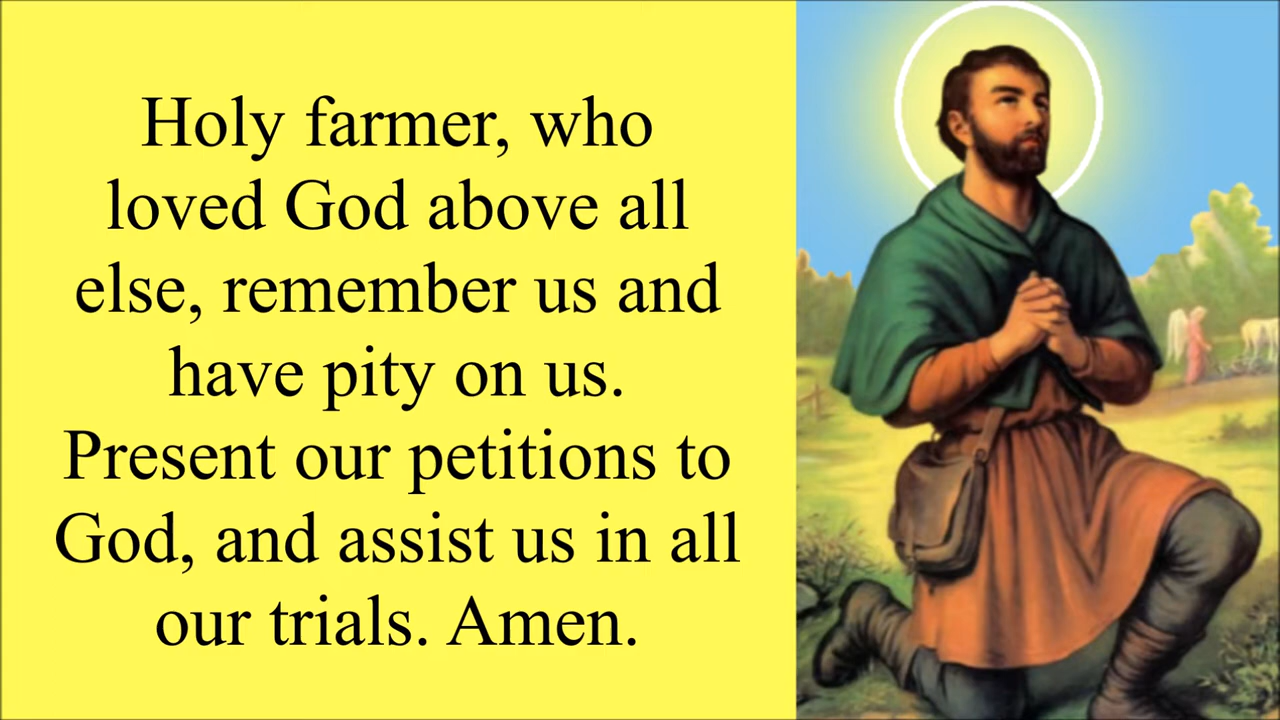 Holy farmer, who
loved God above all
else, remember us and
have pity on us.
Present our petitions to
God, and assist us in all
our trials. Amen.